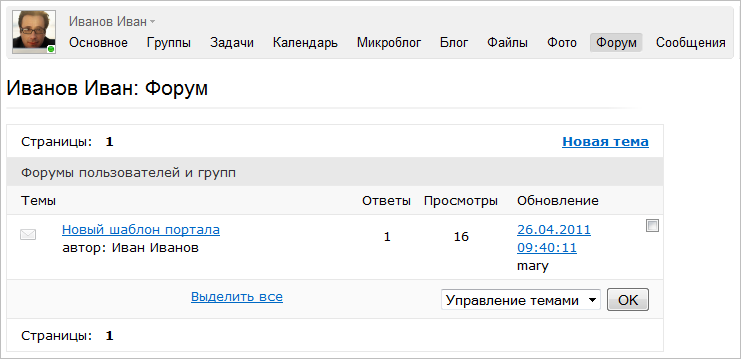 Иванов Иван
Основное Группы Задачи Календарь Микроблог Блог Файлы Фото Форум Сообщения
Иванов Иван: Форум
Страницы: 1 Новая тема
Форумы пользователей и групп
Темы Ответы Просмотры Обновление
Новый шаблон портала 1 16 26.04.2011
автор: Иван Иванов 09:40:11
mary
Выделить все Управление темами OK
Страницы: 1